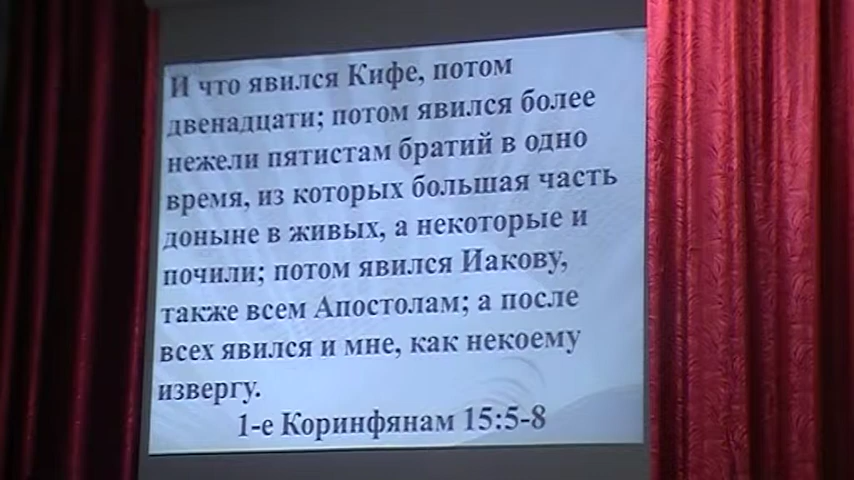 И что явился Кифе, потом
двенадцати; потом явился более
нежели пятистам братий в одно
время, из которых большая часть
доныне в живых, а некоторые и
почили; потом явился Иакову,
также всем Апостолам; а после
всех явился и мне, как некоему
извергу.
1-е Коринфянам 15:5-8